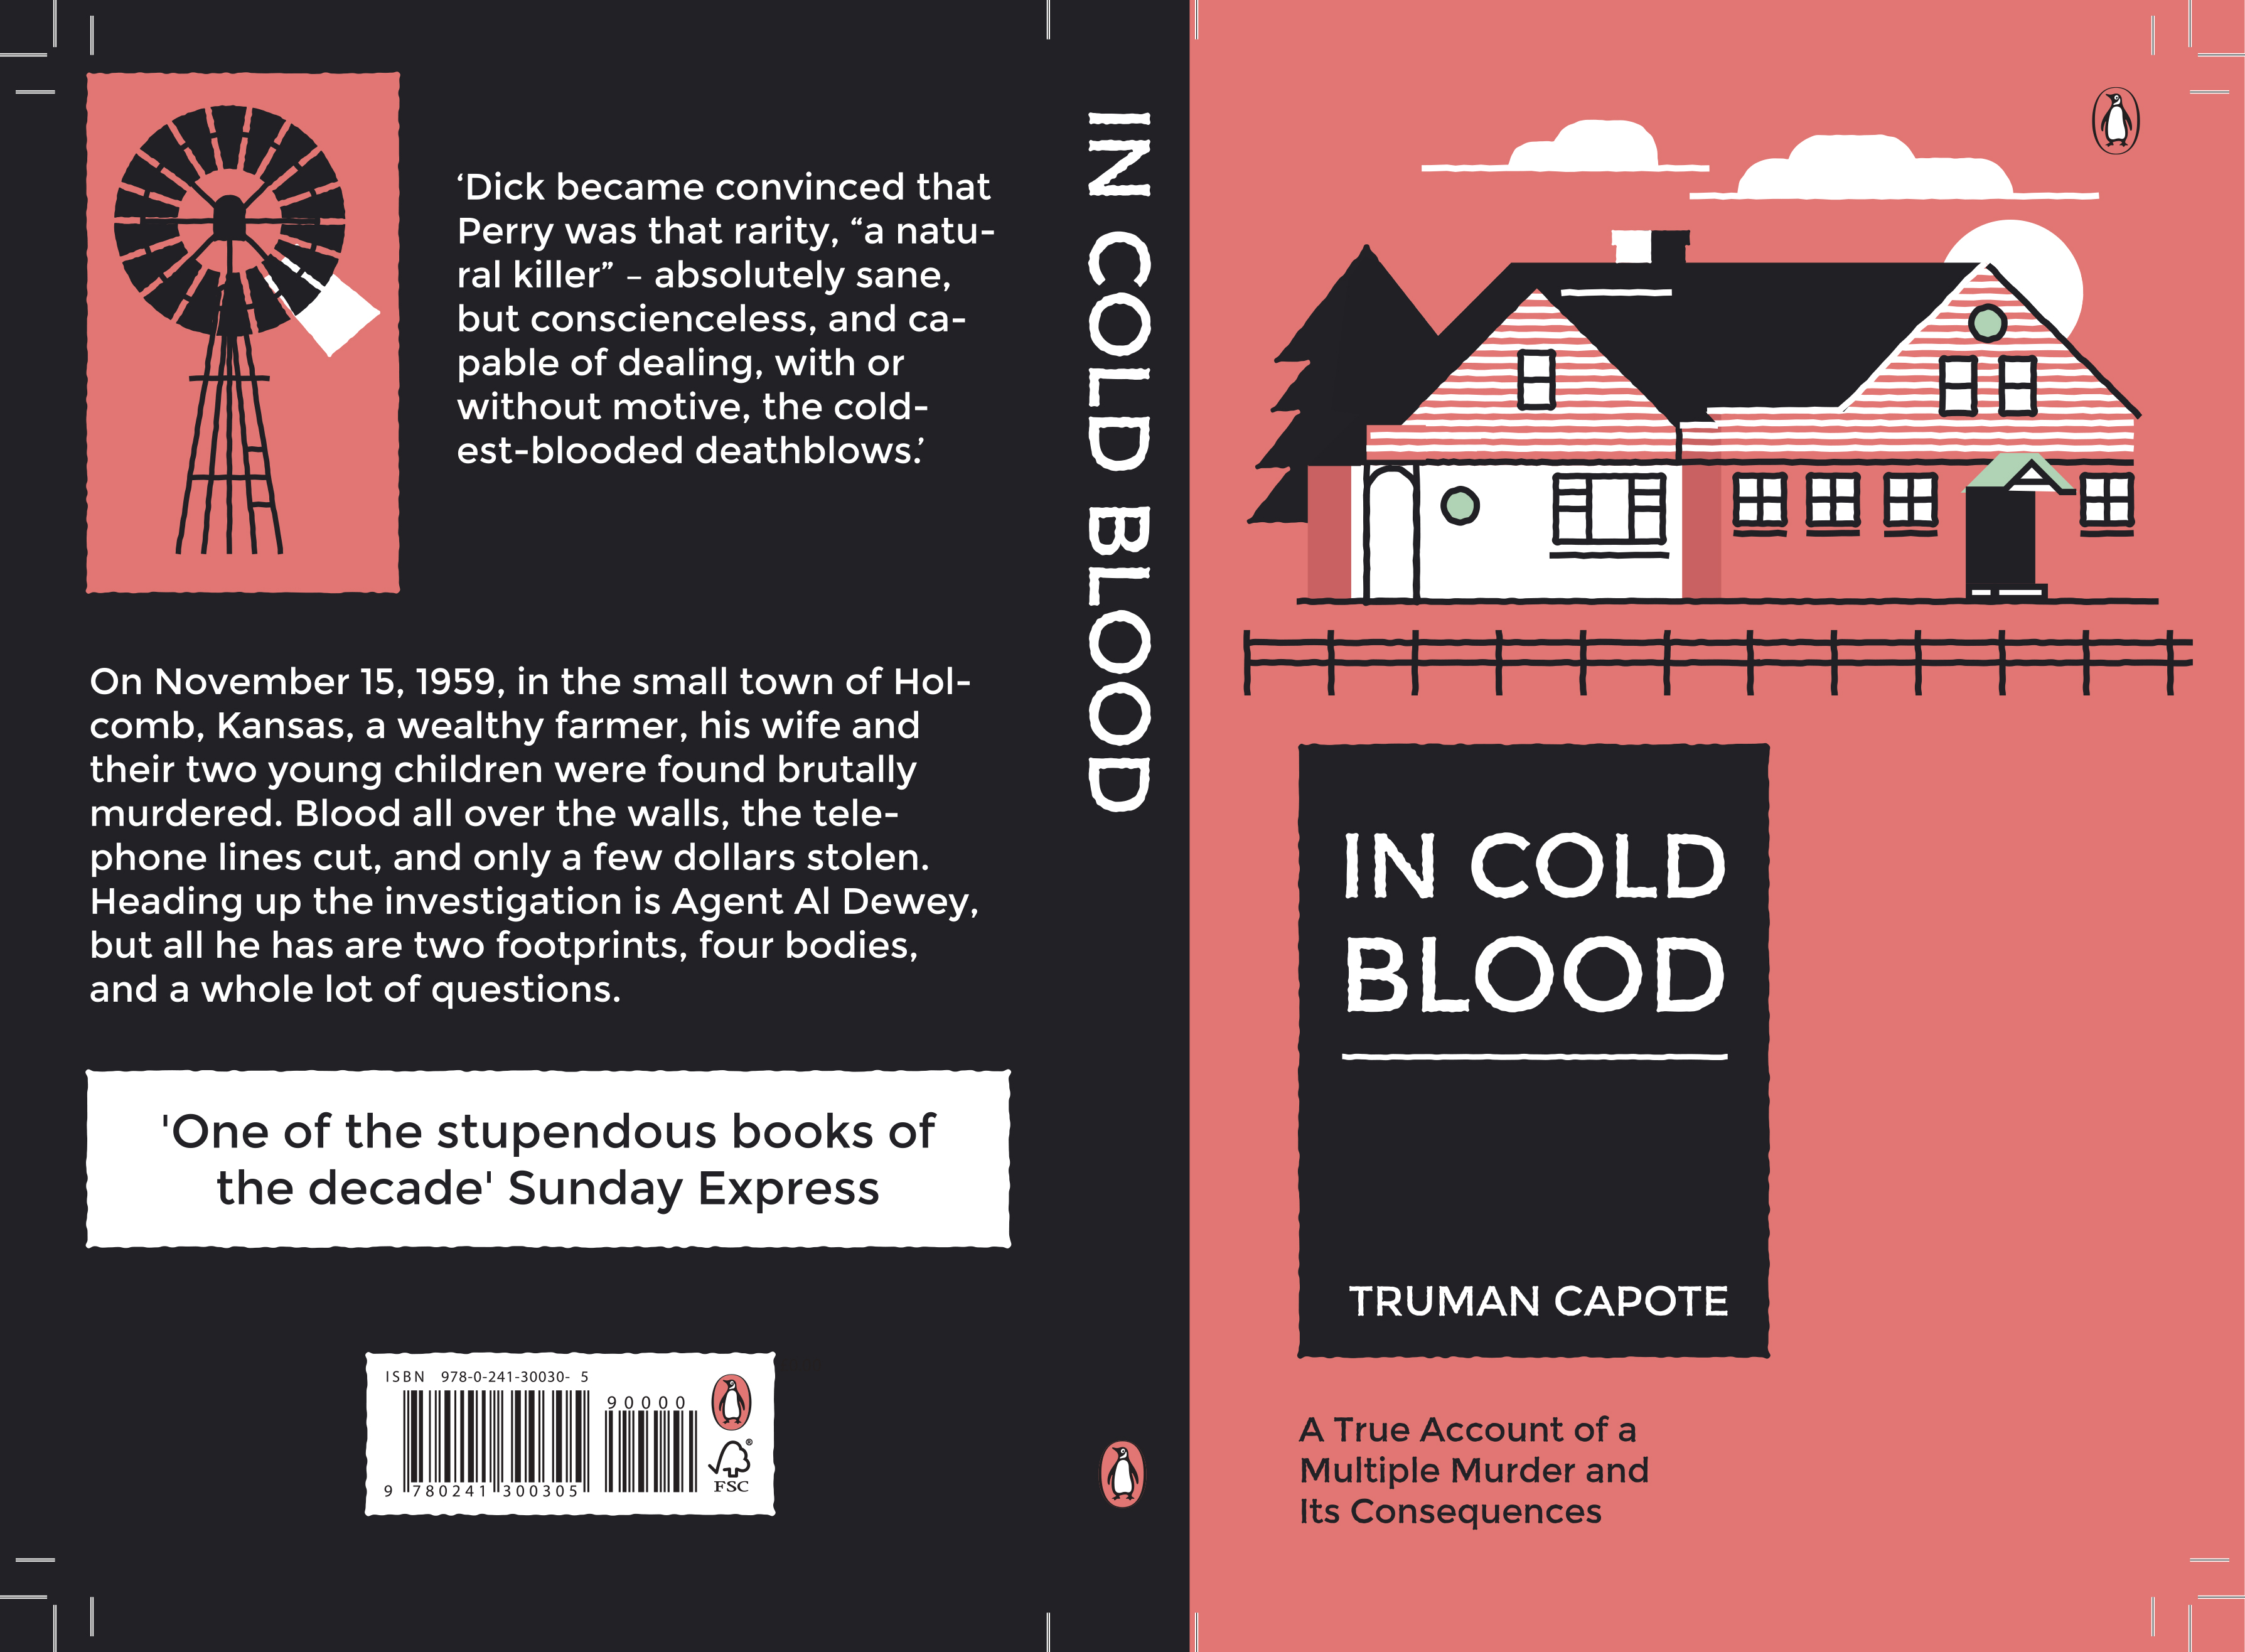 ‘Dick became convinced that
Perry was that rarity, “a natu-
ral killer” – absolutely sane,
but conscienceless, and ca-
pable of dealing, with or
without motive, the cold-
est-blooded deathblows.’
On November 15, 1959, in the small town of Hol-
comb, Kansas, a wealthy farmer, his wife and
their two young children were found brutally
murdered. Blood all over the walls, the tele-
phone lines cut, and only a few dollars stolen.
Heading up the investigation is Agent Al Dewey,
but all he has are two footprints, four bodies,
and a whole lot of questions.
'One of the stupendous books of
the decade' Sunday Express
ISBN 978-0-241-30030- 5
90000
9 780241 300305
®
FSC
IN COLD BLOOD
IN COLD
BLOOD
TRUMAN CAPOTE
A True Account of a
Multiple Murder and
Its Consequences